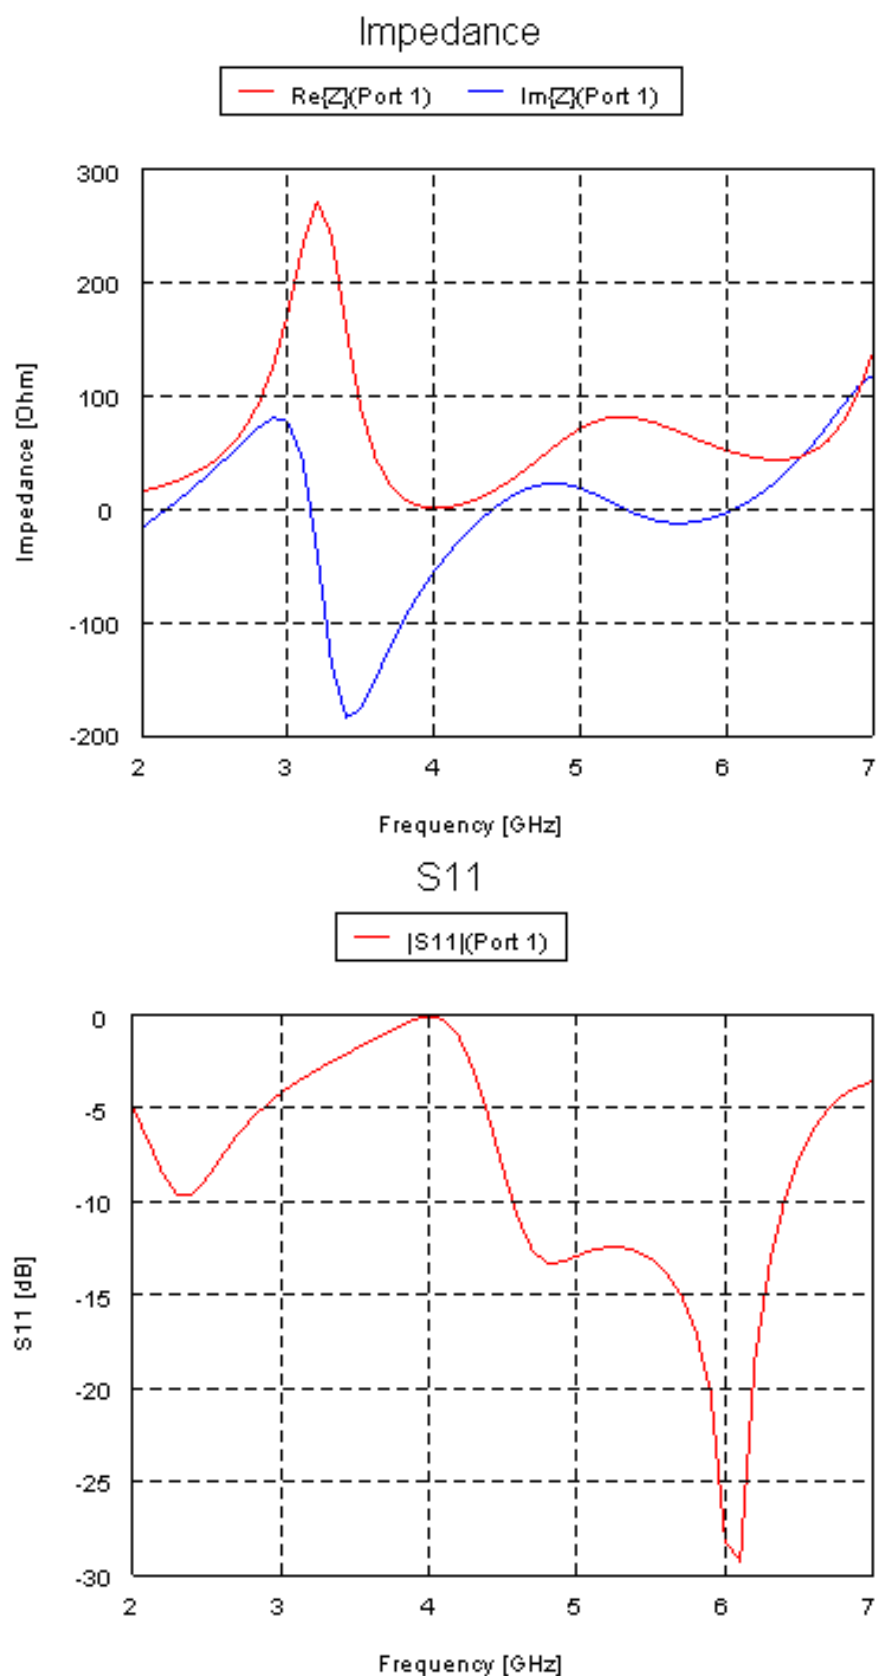 Impedance
Re{Z}(Port 1) Im{Z}(Port 1)
300
200
100
0
-100
-200
Impedance [Ohm]
2 3 4 5 6 7
Frequency [GHz]
S11
|S11|(Port 1)
0
-5
-10
-15
-20
-25
-30
S11 [dB]
2 3 4 5 6 7
Frequency [GHz]